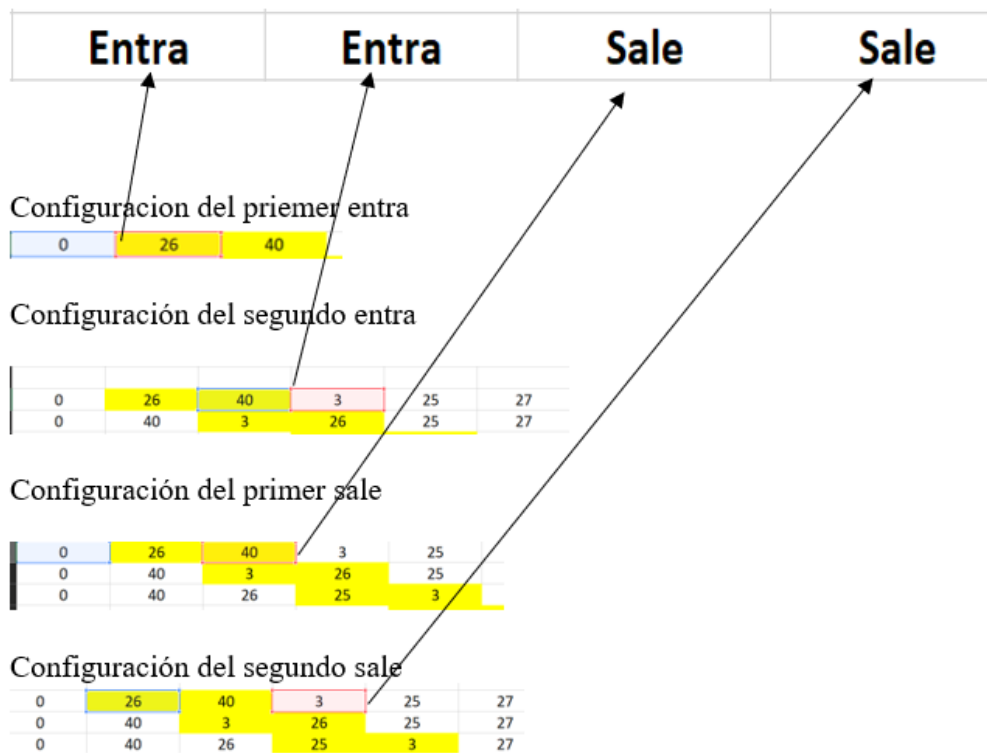 Entra Entra Sale Sale
Configuracion del priemer entra
0 26 40
Configuración del segundo entra
0 26 40 3 25 27
0 40 3 26 25 27
Configuración del primer sale
0 26 40 3 25
0 40 3 26 25
0 40 26 25 3
Configuración del segundo sale
0 26 40 3 25 27
0 40 3 26 25 27
0 40 26 25 3 27